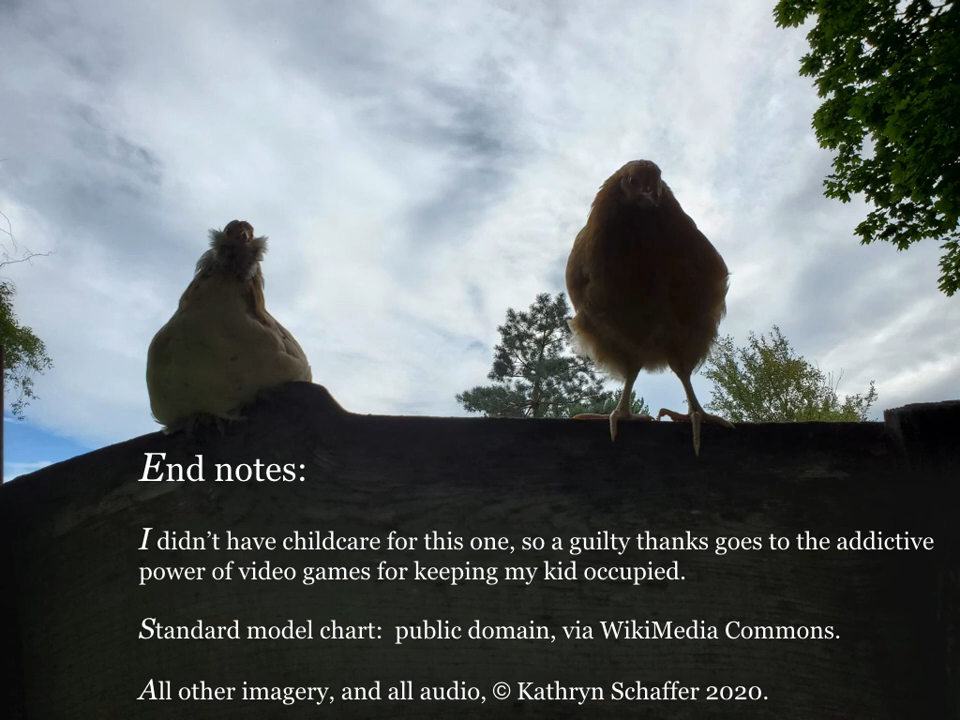 End notes:
I didn’t have childcare for this one, so a guilty thanks goes to the addictive
power of video games for keeping my kid occupied.
Standard model chart:  public domain, via WikiMedia Commons.
All other imagery, and all audio, © Kathryn Schaffer 2020.